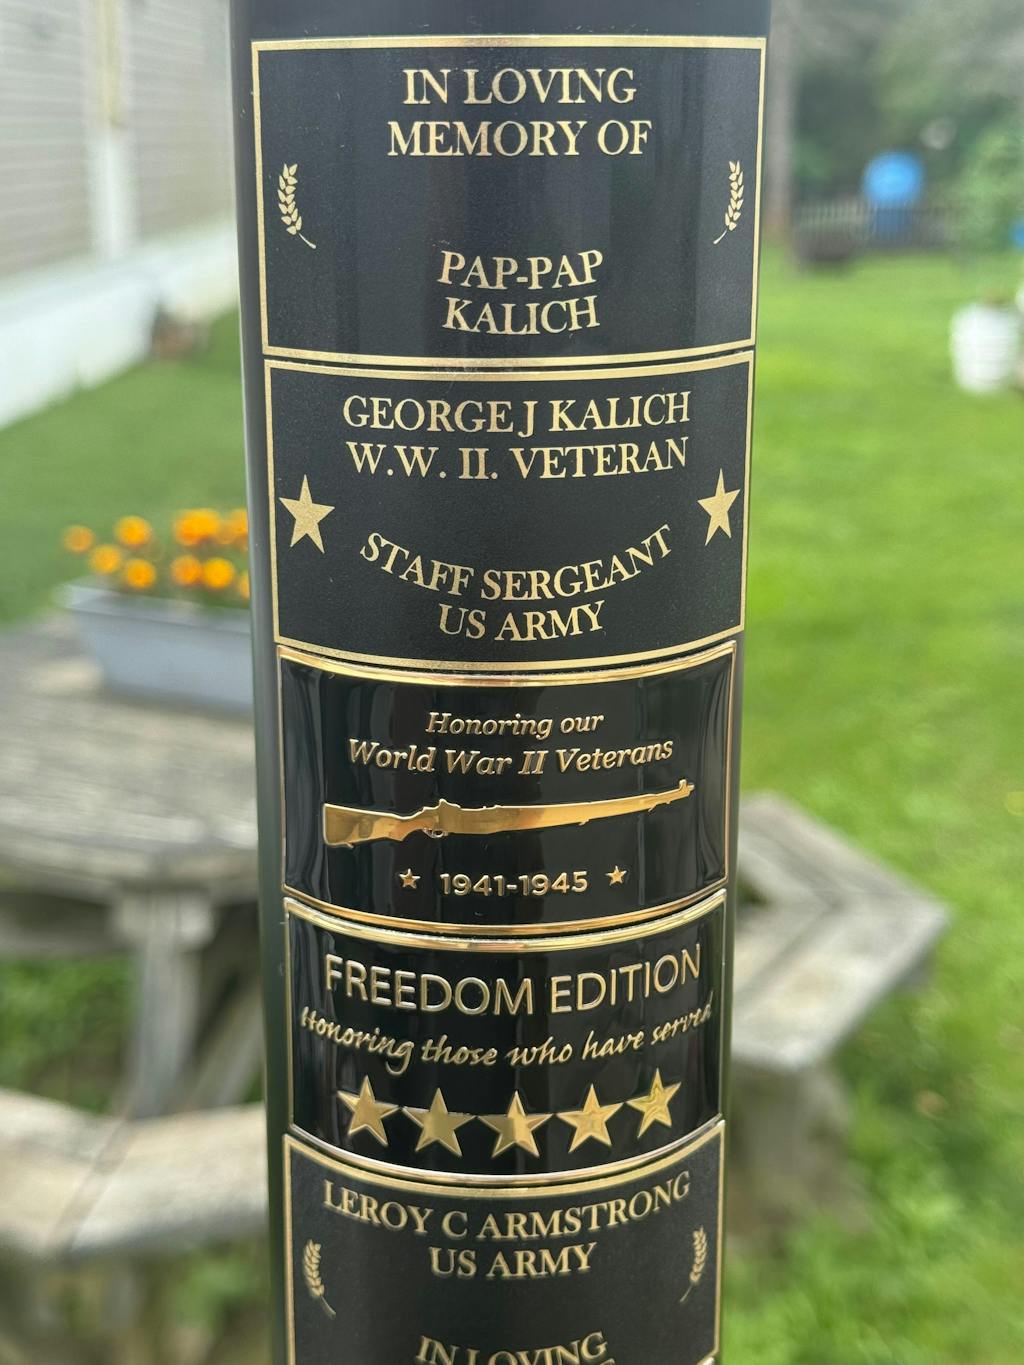 IN LOVING
MEMORY OF
PAP-PAP
KALICH
GEORGE J KALICH
W.W. II. VETERAN
STAFF SERGEANT
US ARMY
Honoring our
World War II Veterans
1941-1945
FREEDOM EDITION
Honoring those who have served
LEROY C ARMSTRONG
US ARMY
IN LOVING